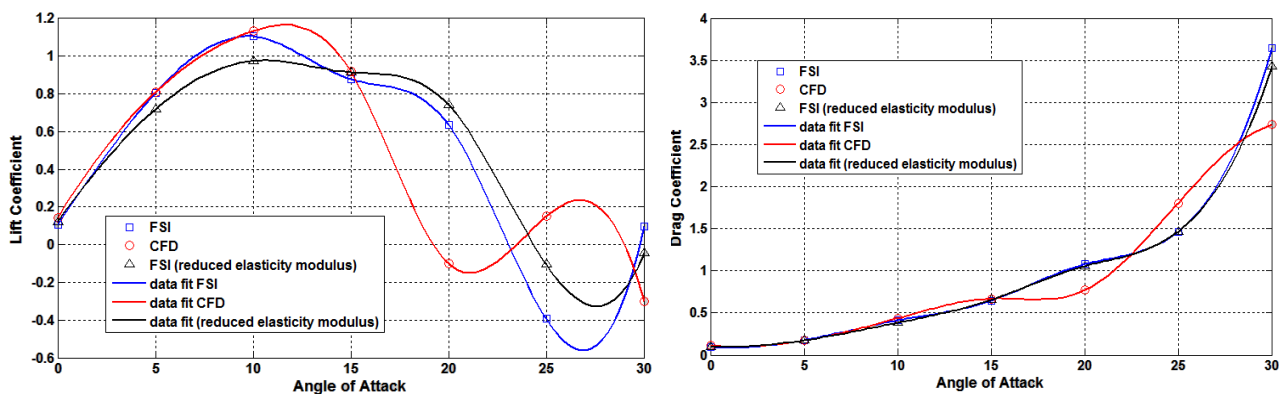 1.2
1
0.8
0.6
0.4
0.2
0
-0.2
-0.4
-0.6
Lift Coefficient
FSI
CFD
FSI (reduced elasticity modulus)
data fit FSI
data fit CFD
data fit (reduced elasticity modulus)
0 5 10 15 20 25 30
Angle of Attack
4
3.5
3
2.5
2
1.5
1
0.5
0
Drag Coefficient
FSI
CFD
FSI (reduced elasticity modulus)
data fit FSI
data fit CFD
data fit (reduced elasticity modulus)
0 5 10 15 20 25 30
Angle of Attack